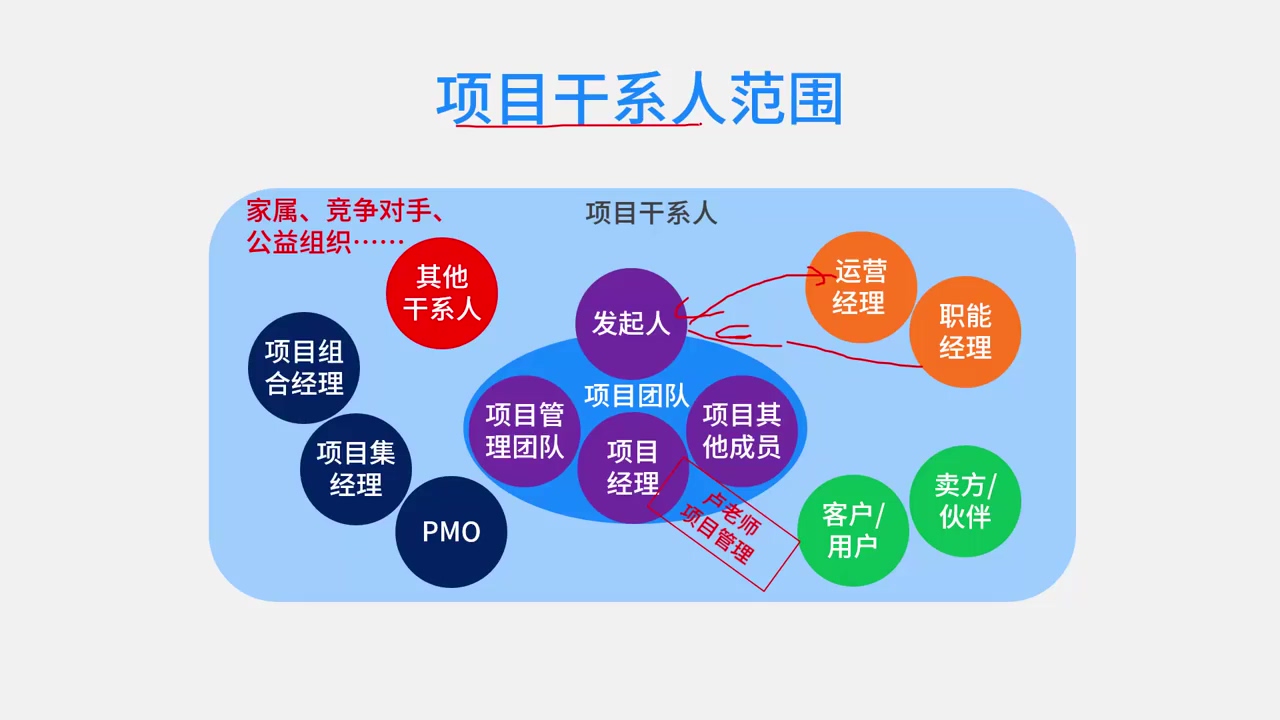 项目干系人范围
家属、竞争对手、
公益组织……
项目干系人
其他
干系人
发起人
运营
经理
职能
经理
项目组
合经理
项目团队
项目管
理团队
项目
经理
项目其
他成员
项目集
经理
PMO
卢老师
项目管理
客户/
用户
卖方/
伙伴